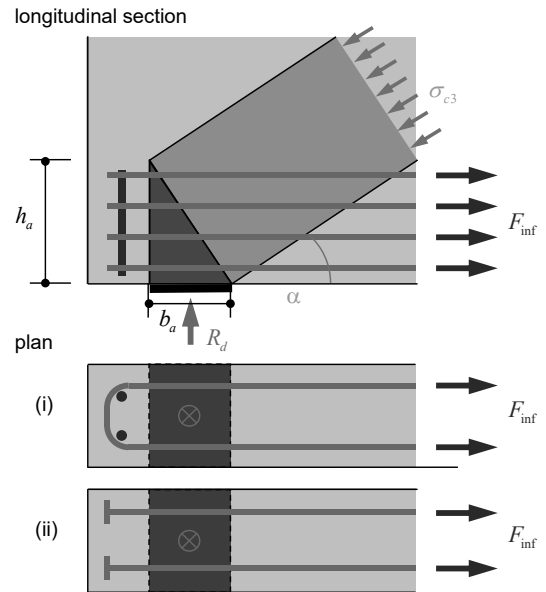 longitudinal section
σc3
ha
Finf
α
ba
Rd
plan
(i)
Finf
(ii)
Finf